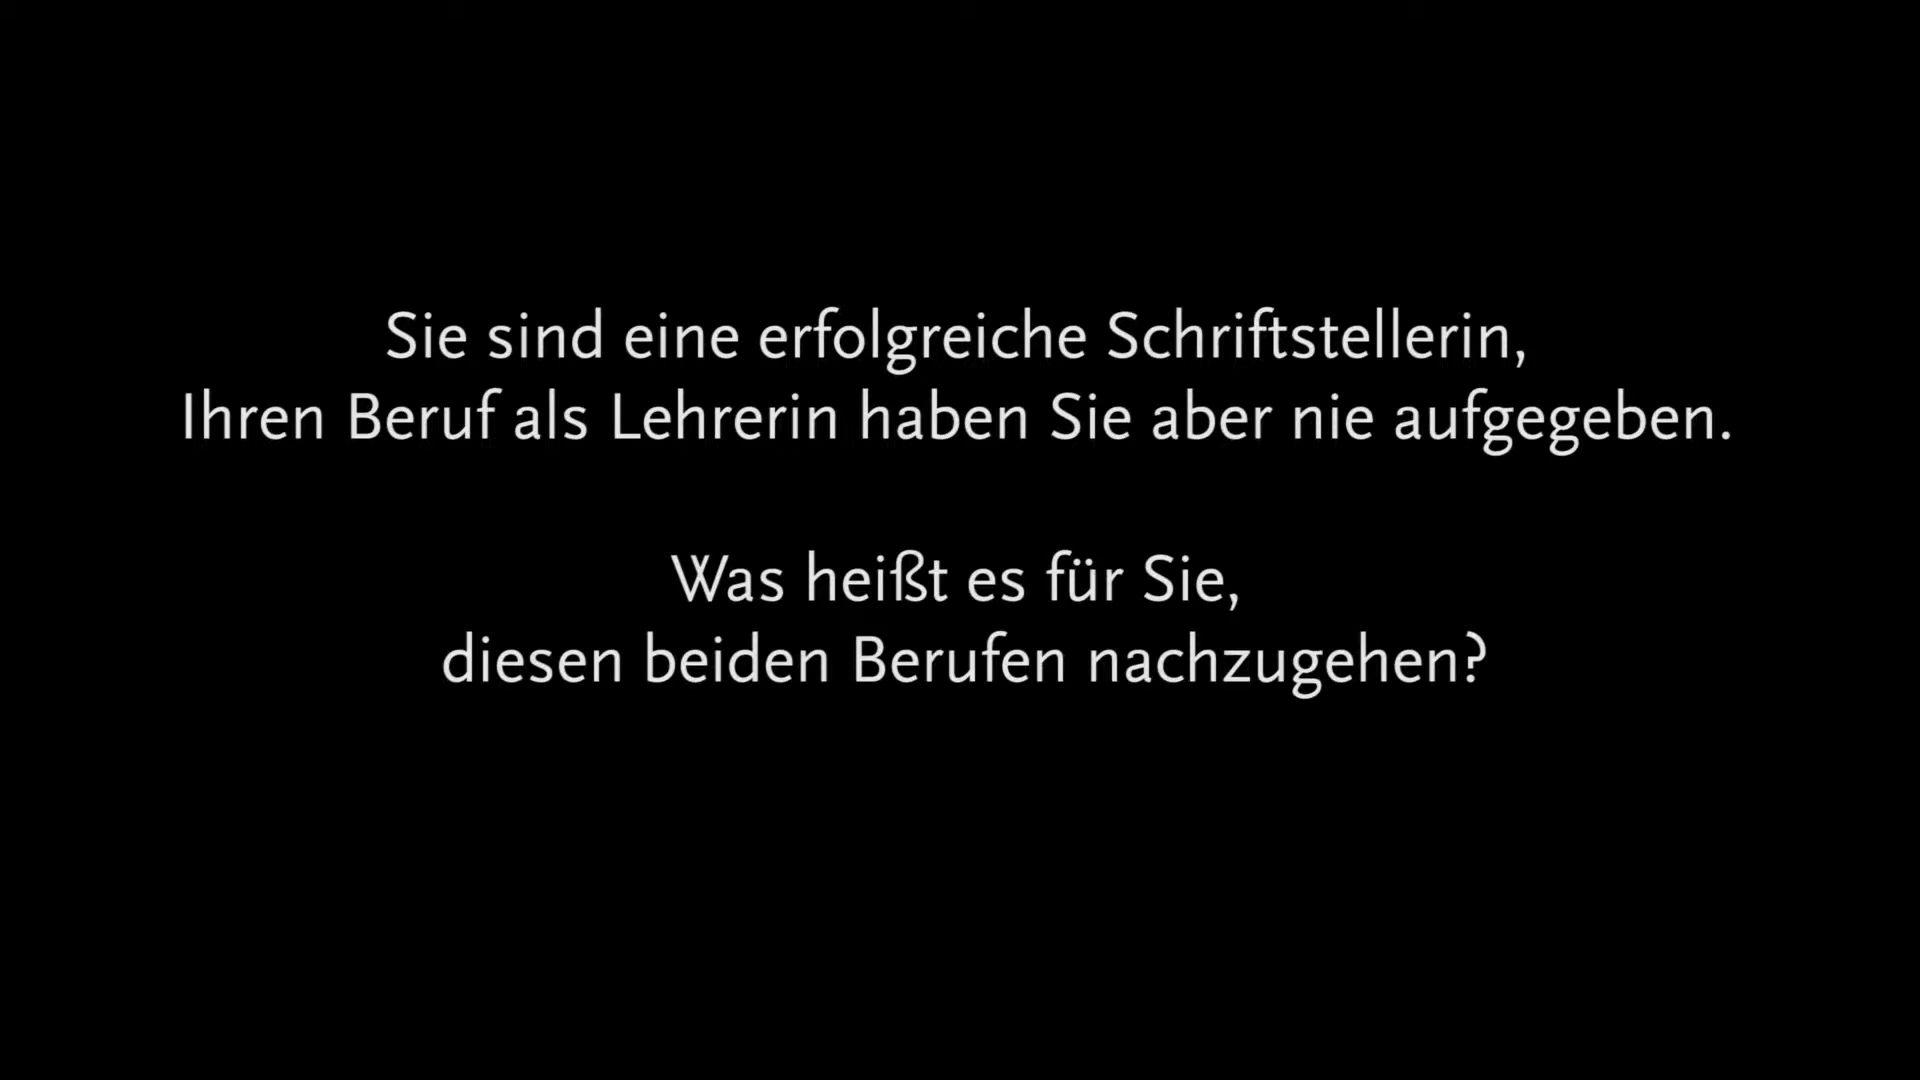 Sie sind eine erfolgreiche Schriftstellerin,
Ihren Beruf als Lehrerin haben Sie aber nie aufgegeben.
Was heißt es für Sie,
diesen beiden Berufen nachzugehen?